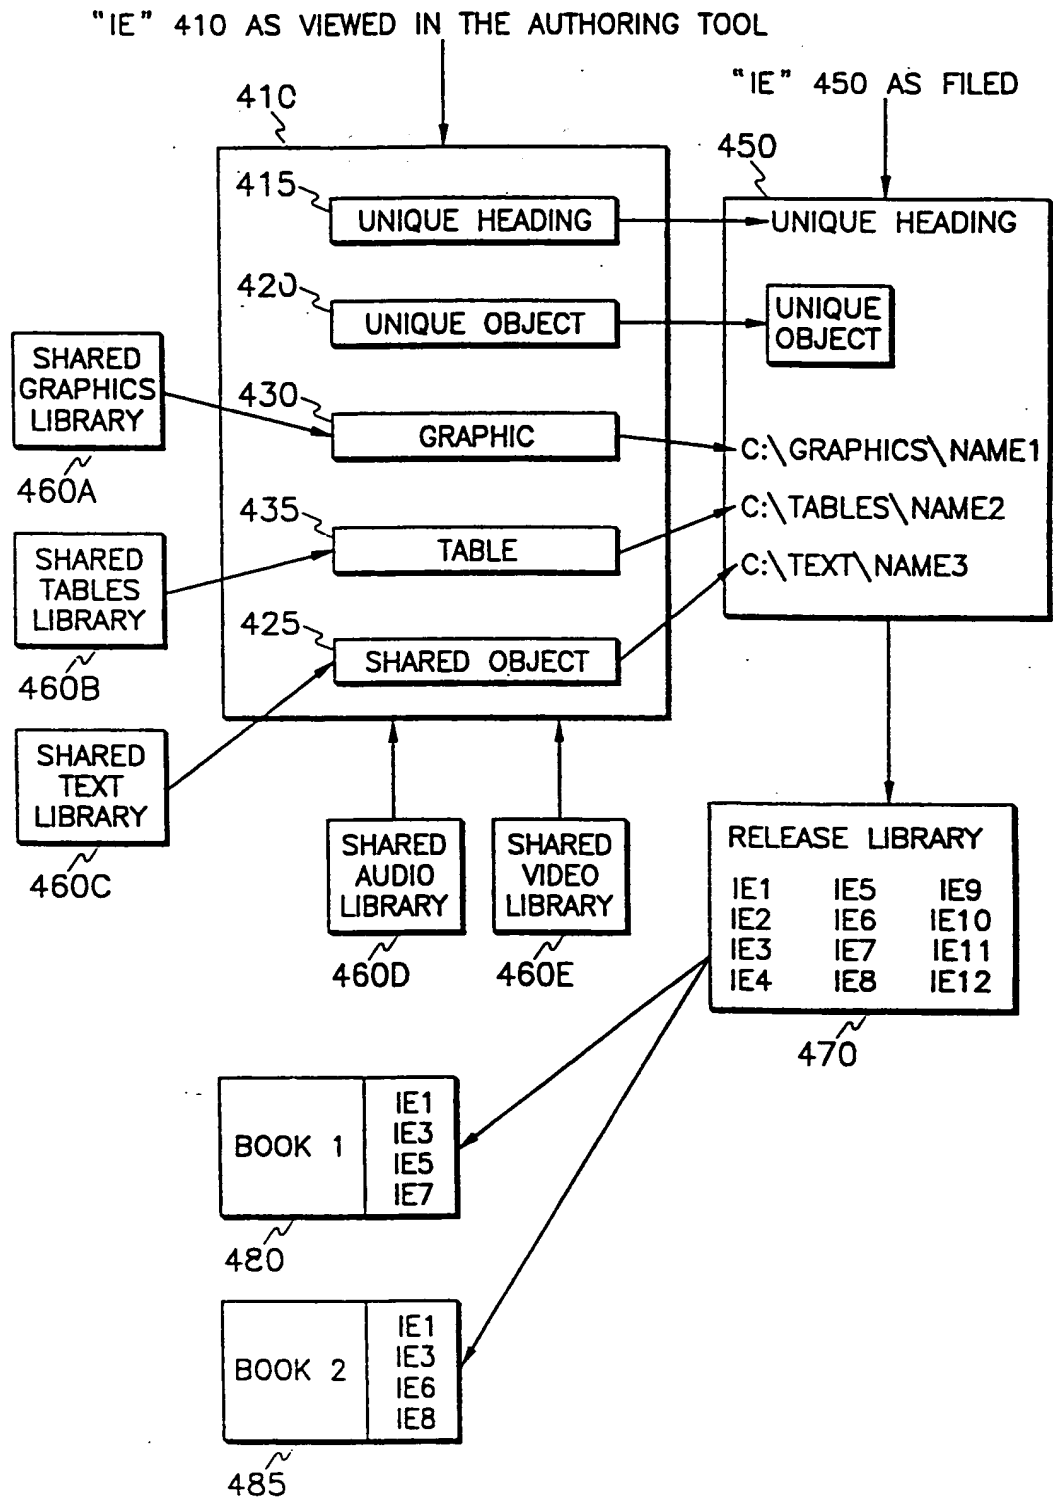 "IE" 410 AS VIEWED IN THE AUTHORING TOOL
"IE" 450 AS FILED
410
450
415
UNIQUE HEADING
UNIQUE HEADING
420
UNIQUE OBJECT
UNIQUE
OBJECT
SHARED
GRAPHICS
LIBRARY
460A
430
GRAPHIC
C:\GRAPHICS\NAME1
435
TABLE
C:\TABLES\NAME2
SHARED
TABLES
LIBRARY
460B
C:\TEXT\NAME3
425
SHARED OBJECT
SHARED
TEXT
LIBRARY
460C
SHARED
AUDIO
LIBRARY
460D
SHARED
VIDEO
LIBRARY
460E
RELEASE LIBRARY
IE1 IE5 IE9
IE2 IE6 IE10
IE3 IE7 IE11
IE4 IE8 IE12
470
BOOK 1
IE1
IE3
IE5
IE7
480
BOOK 2
IE1
IE3
IE6
IE8
485